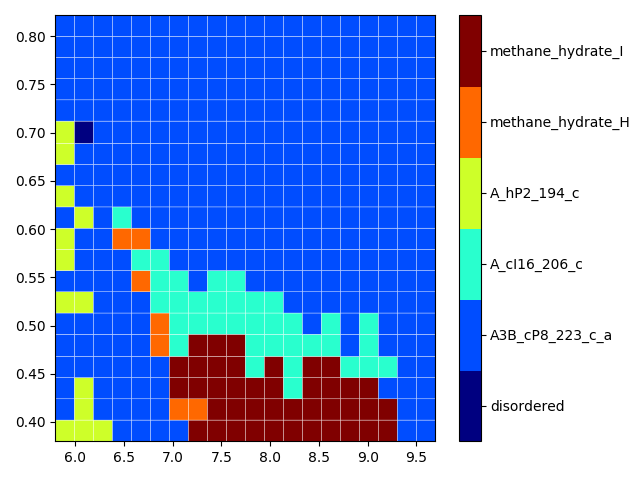 0.80
0.75
0.70
0.65
0.60
0.55
0.50
0.45
0.40
6.0 6.5 7.0 7.5 8.0 8.5 9.0 9.5
methane_hydrate_I
methane_hydrate_H
A_hP2_194_c
A_cI16_206_c
A3B_cP8_223_c_a
disordered